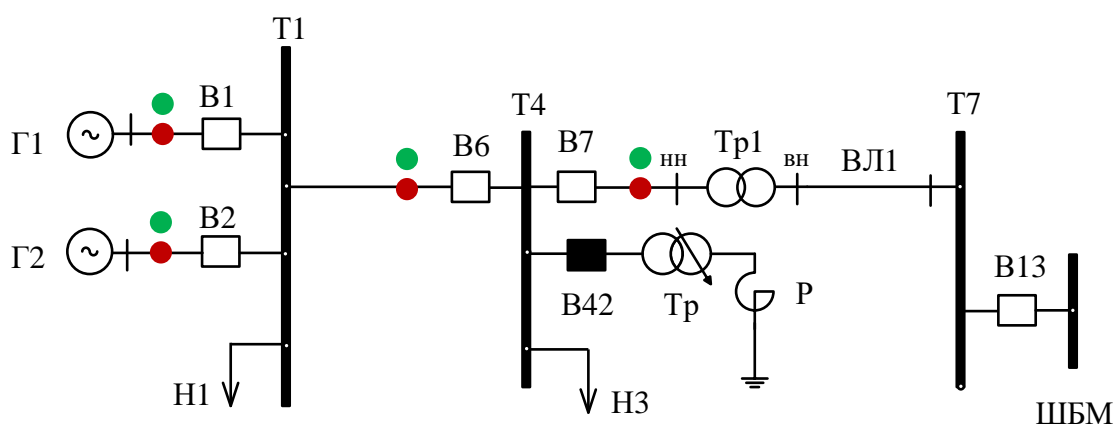 Т1
Г1
В1
Г2
В2
Н1
В6
Т4
В7
нн
Тр1
вн
ВЛ1
Т7
В42
Тр
Р
Н3
В13
ШБМ